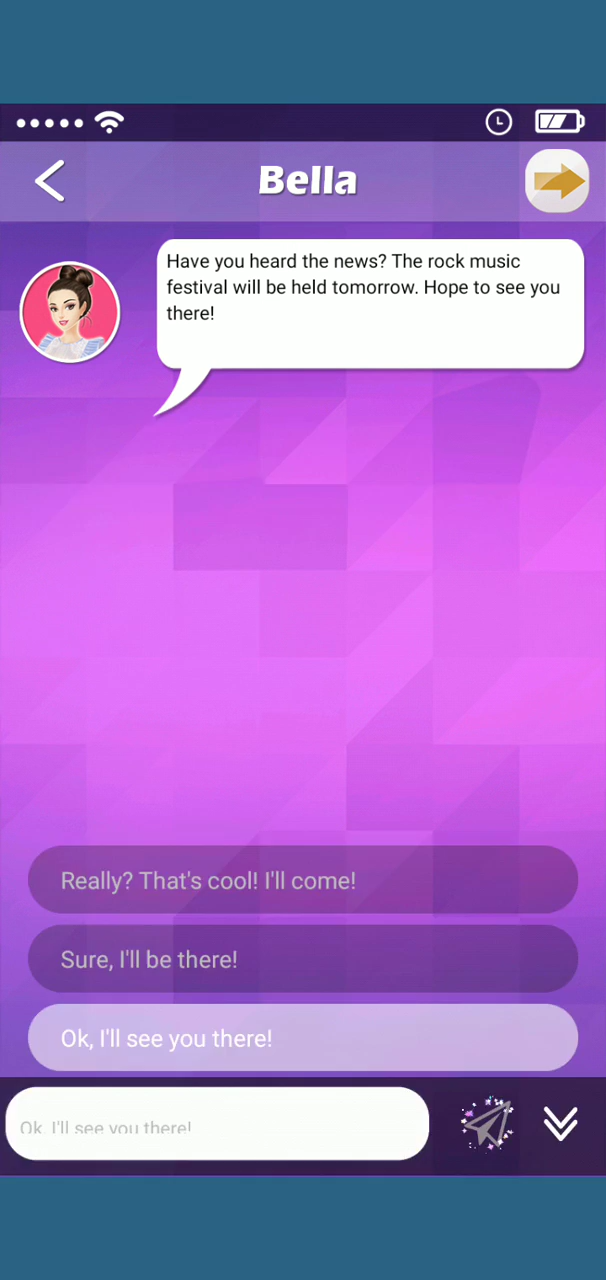 Bella
Have you heard the news? The rock music
festival will be held tomorrow. Hope to see you
there!
Really? That's cool! I'll come!
Sure, I'll be there!
Ok, I'll see you there!
Ok, I'll see you there!